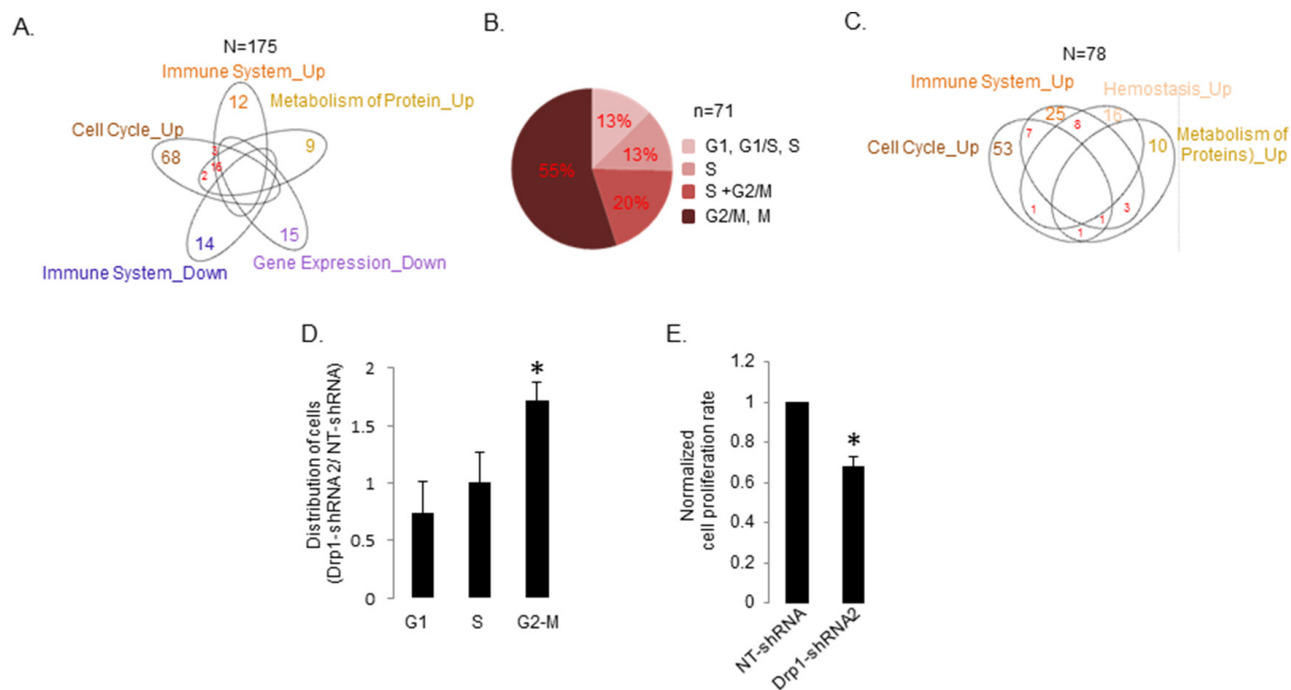 A.
N=175
Immune System_Up
12
Metabolism of Protein_Up
Cell Cycle_Up
68
3
9
16
2
14
15
Immune System_Down
Gene Expression_Down
B.
n=71
13%
G1, G1/S, S
13%
S
55%
20%
S +G2/M
G2/M, M
C.
N=78
Immune System_Up
Hemostasis_Up
25
16
7
8
Cell Cycle_Up
53
10
Metabolism of
Proteins)_Up
1
1
3
1
D.
Distribution of cells
(Drp1-shRNA 2/ NT-shRNA)
2
1.5
1
0.5
0
*
G1
S
G2-M
E.
Normalized
cell proliferation rate
1.2
1
0.8
0.6
0.4
0.2
0
*
NT-shRNA
Drp1-shRNA2